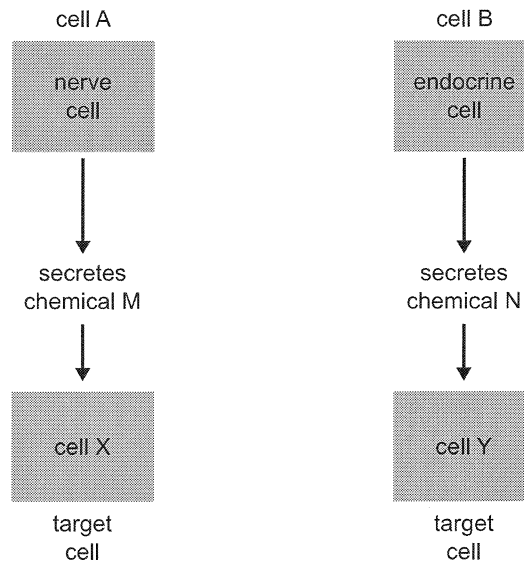 cell A
nerve
cell
secretes
chemical M
cell X
target
cell
cell B
endocrine
cell
secretes
chemical N
cell Y
target
cell